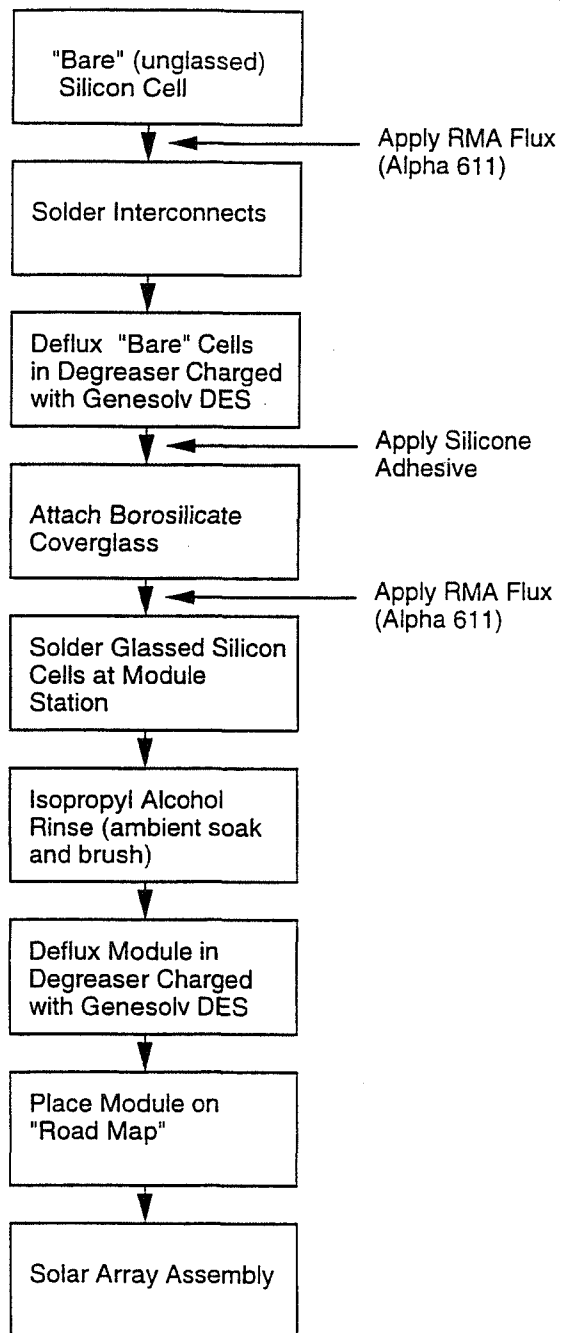 "Bare" (unglassed)
Silicon Cell
Apply RMA Flux
(Alpha 611)
Solder Interconnects
Deflux "Bare" Cells
in Degreaser Charged
with Genesolv DES
Apply Silicone
Adhesive
Attach Borosilicate
Coverglass
Apply RMA Flux
(Alpha 611)
Solder Glassed Silicon
Cells at Module
Station
Isopropyl Alcohol
Rinse (ambient soak
and brush)
Deflux Module in
Degreaser Charged
with Genesolv DES
Place Module on
"Road Map"
Solar Array Assembly